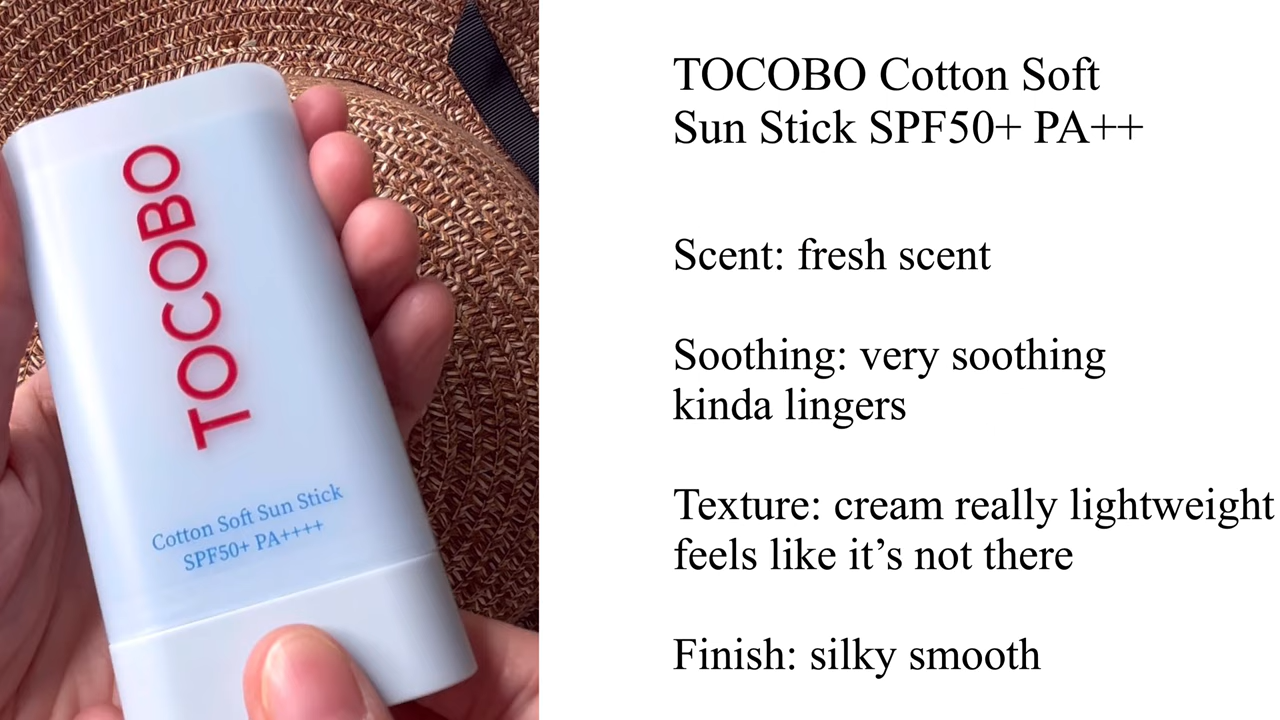 TOCOBO
Cotton Soft Sun Stick
SPF50+ PA++++
TOCOBO Cotton Soft
Sun Stick SPF50+ PA++
Scent: fresh scent
Soothing: very soothing
kinda lingers
Texture: cream really lightweight
feels like it’s not there
Finish: silky smooth